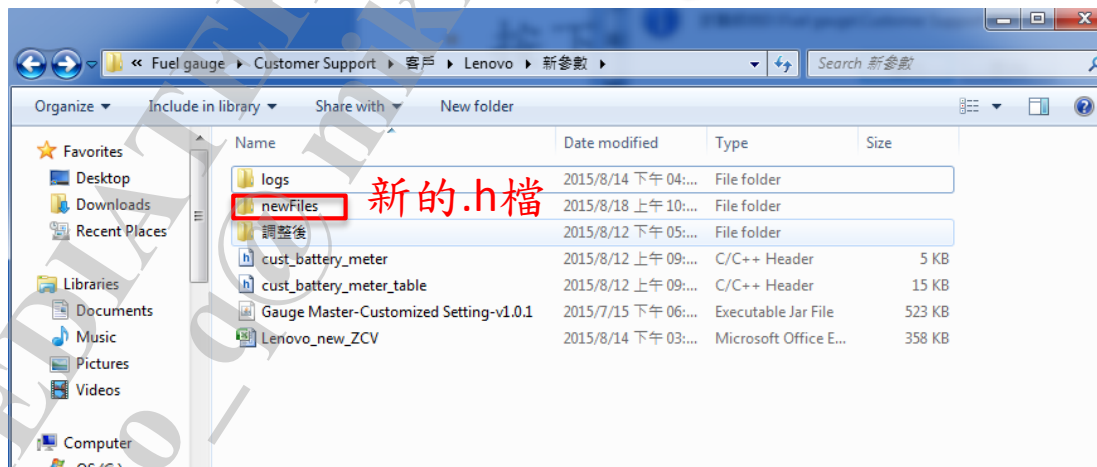 « Fuel gauge ▸ Customer Support ▸ 客戶 ▸ Lenovo ▸ 新參數 ▸
Search 新參數
Organize ▼ Include in library ▼ Share with ▼ New folder
Name Date modified Type Size
Favorites
Desktop
Downloads
Recent Places
Libraries
Documents
Music
Pictures
Videos
Computer
logs 2015/8/14 下午 04:... File folder
newFiles 2015/8/18 上午 10:... File folder
新的.h檔
調整後 2015/8/12 下午 05:... File folder
cust_battery_meter 2015/8/12 上午 09:... C/C++ Header 5 KB
cust_battery_meter_table 2015/8/12 上午 09:... C/C++ Header 15 KB
Gauge Master-Customized Setting-v1.0.1 2015/7/15 下午 06:... Executable Jar File 523 KB
Lenovo_new_ZCV 2015/8/14 下午 03:... Microsoft Office E... 358 KB